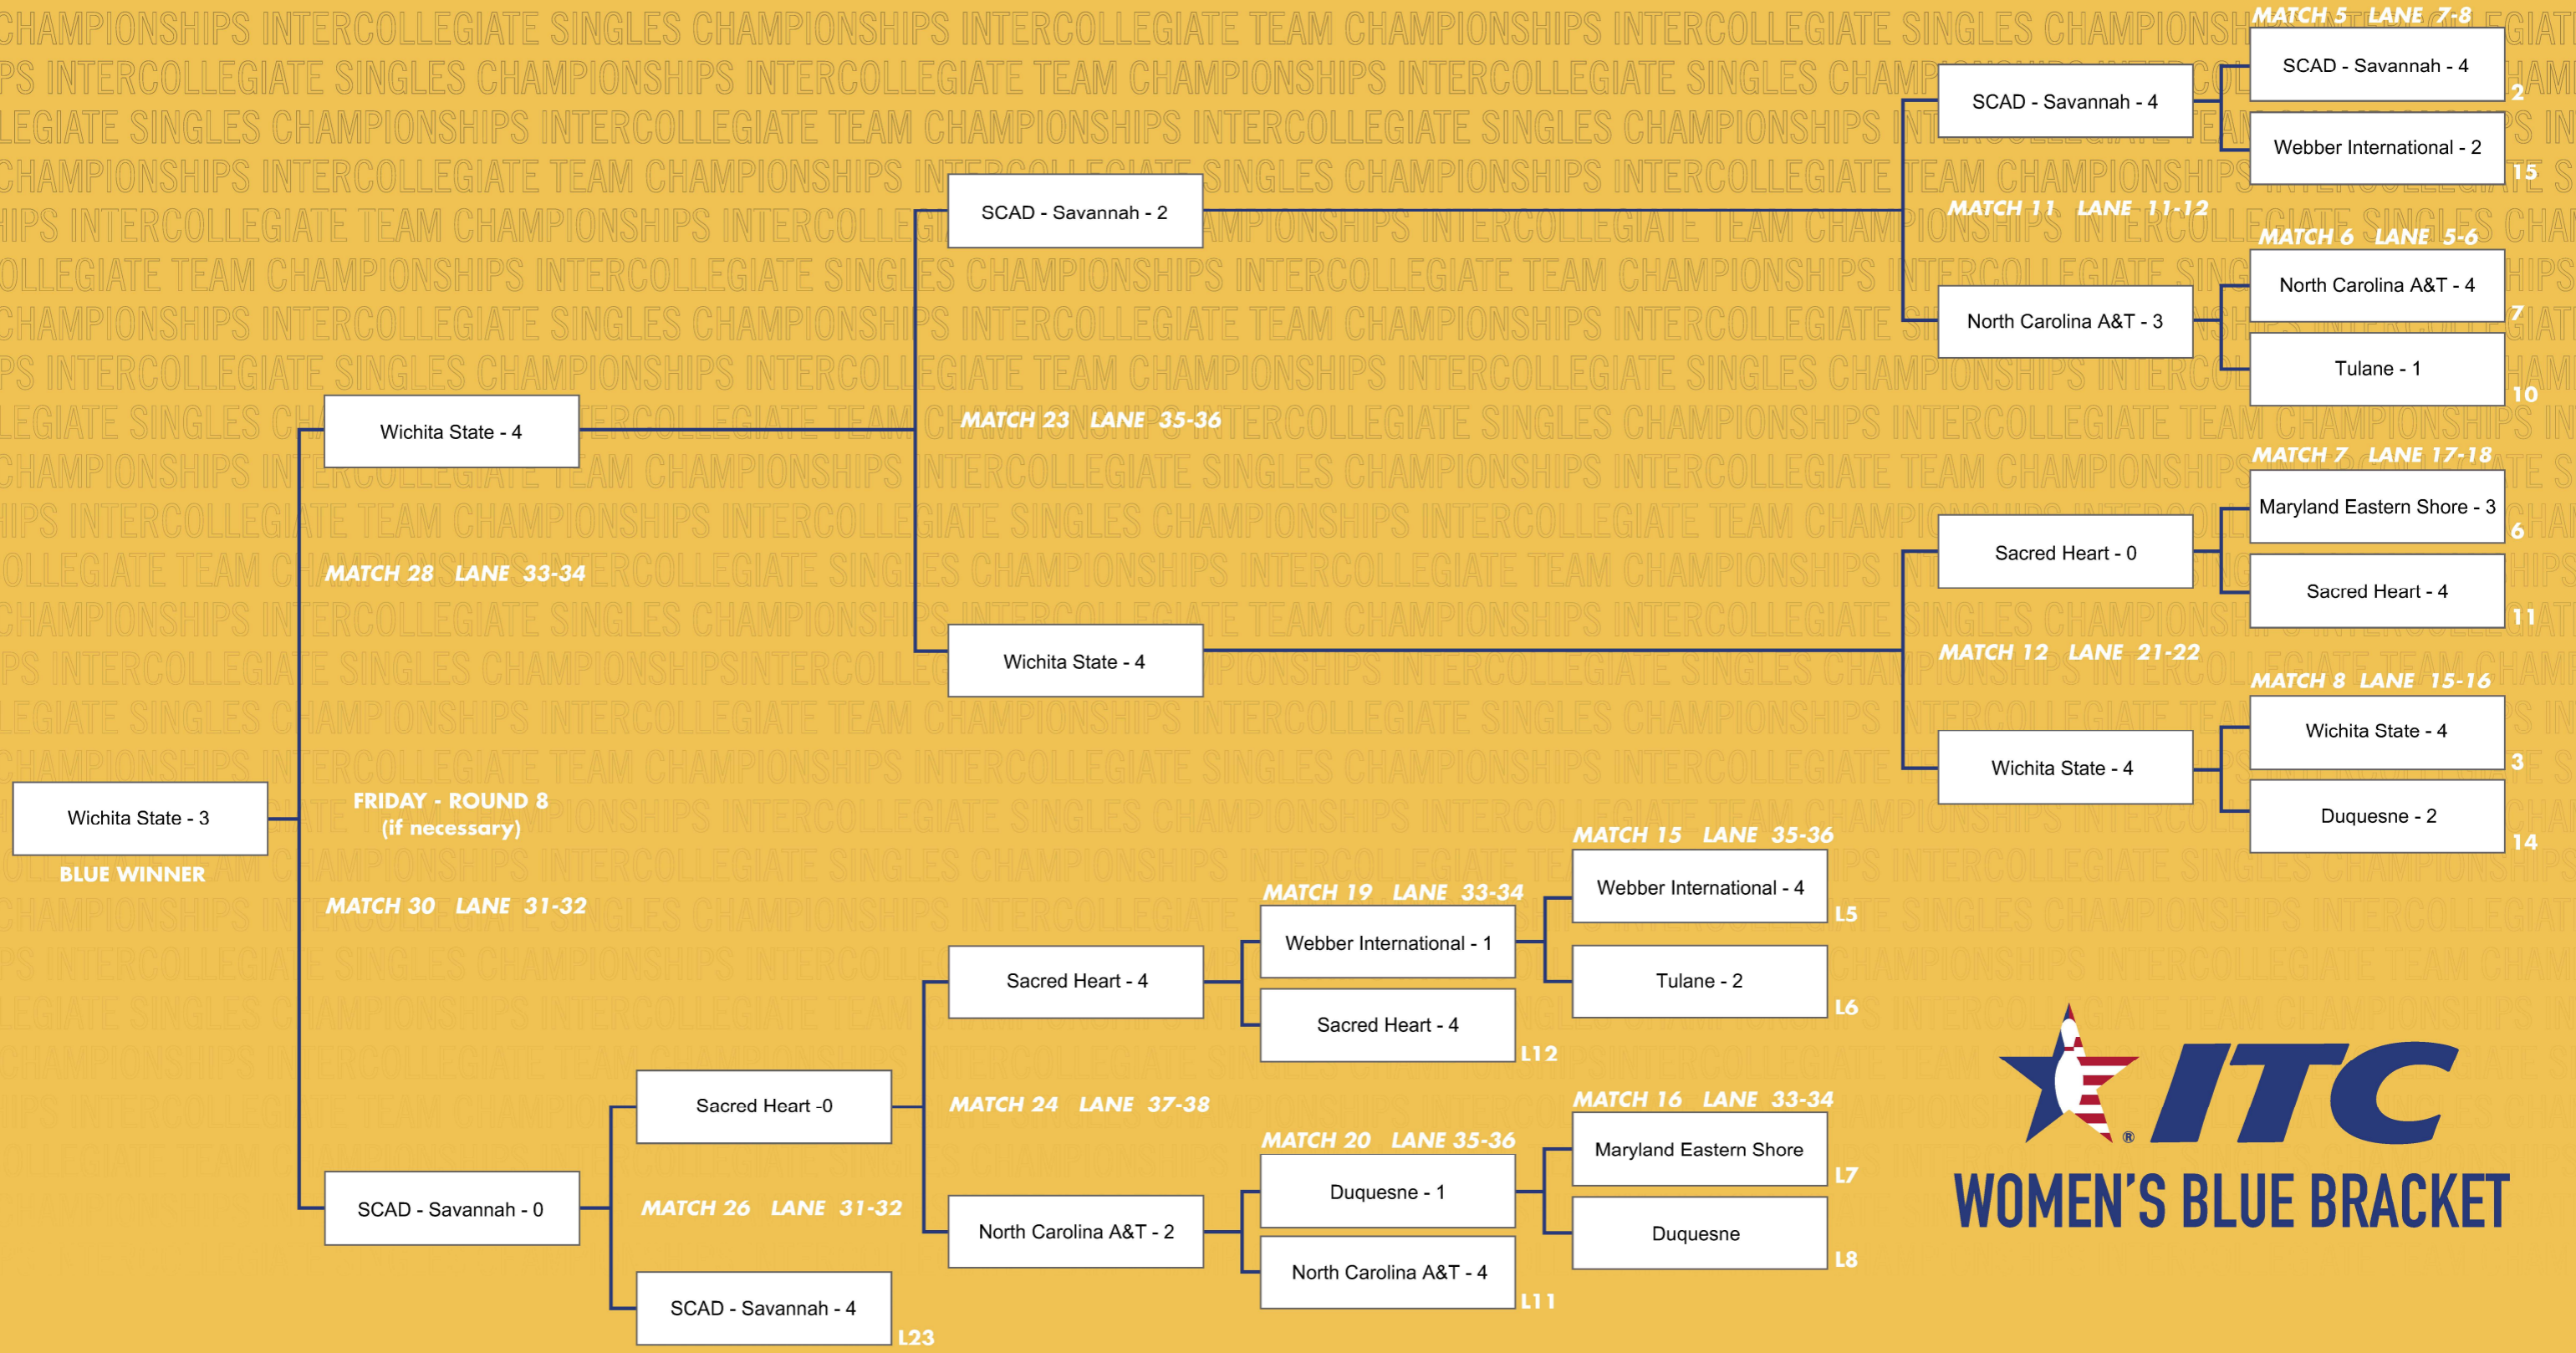 MATCH 5 LANE 7-8
SCAD - Savannah - 4
2
Webber International - 2
15
SCAD - Savannah - 4
MATCH 11 LANE 11-12
North Carolina A&T - 3
MATCH 6 LANE 5-6
North Carolina A&T - 4
7
Tulane - 1
10
MATCH 7 LANE 17-18
Maryland Eastern Shore - 3
6
Sacred Heart - 4
11
Sacred Heart - 0
MATCH 12 LANE 21-22
Wichita State - 4
MATCH 8 LANE 15-16
Wichita State - 4
3
Duquesne - 2
14
SCAD - Savannah - 2
MATCH 23 LANE 35-36
Wichita State - 4
Wichita State - 4
MATCH 28 LANE 33-34
FRIDAY - ROUND 8
(if necessary)
MATCH 30 LANE 31-32
Wichita State - 3
BLUE WINNER
SCAD - Savannah - 0
Sacred Heart -0
MATCH 26 LANE 31-32
SCAD - Savannah - 4
L23
Sacred Heart - 4
MATCH 24 LANE 37-38
North Carolina A&T - 2
MATCH 19 LANE 33-34
Webber International - 1
Sacred Heart - 4
L12
MATCH 20 LANE 35-36
Duquesne - 1
North Carolina A&T - 4
L11
MATCH 15 LANE 35-36
Webber International - 4
L5
Tulane - 2
L6
MATCH 16 LANE 33-34
Maryland Eastern Shore
L7
Duquesne
L8
ITC
®
WOMEN'S BLUE BRACKET